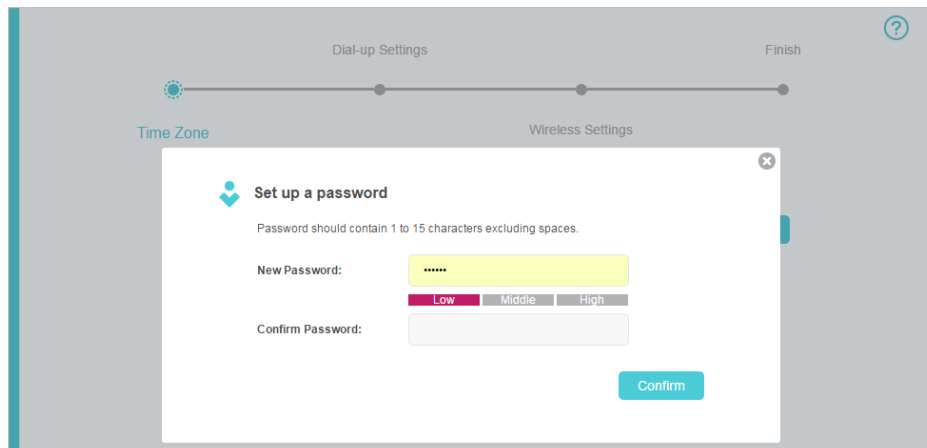 ?
Dial-up Settings
Finish
Time Zone
Wireless Settings
Set up a password
Password should contain 1 to 15 characters excluding spaces.
New Password:
••••••
Low Middle High
Confirm Password:
Confirm